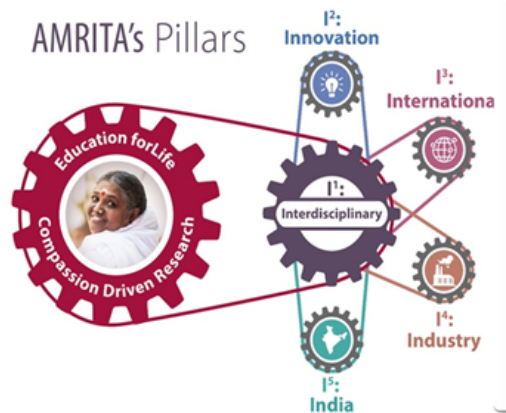 AMRITA's Pillars
Education forLife
Compassion Driven Research
I¹:
Interdisciplinary
I²:
Innovation
I³:
Internationa
I⁴:
Industry
I⁵:
India